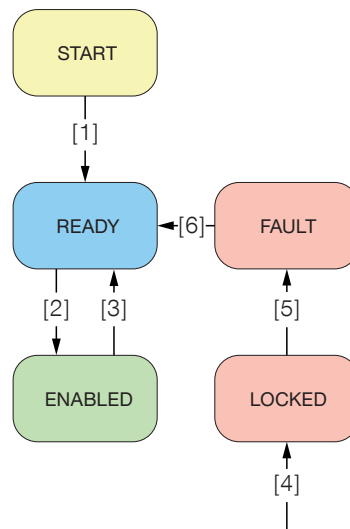 START
[1]
READY
[6]
FAULT
[2]
[3]
[5]
ENABLED
LOCKED
[4]